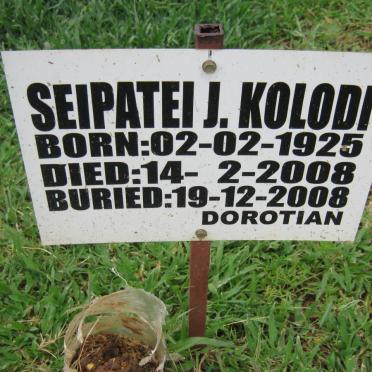 SEIPATEI J. KOLODI
BORN:02-02-1925
DIED:14- 2-2008
BURIED:19-12-2008
DOROTIAN